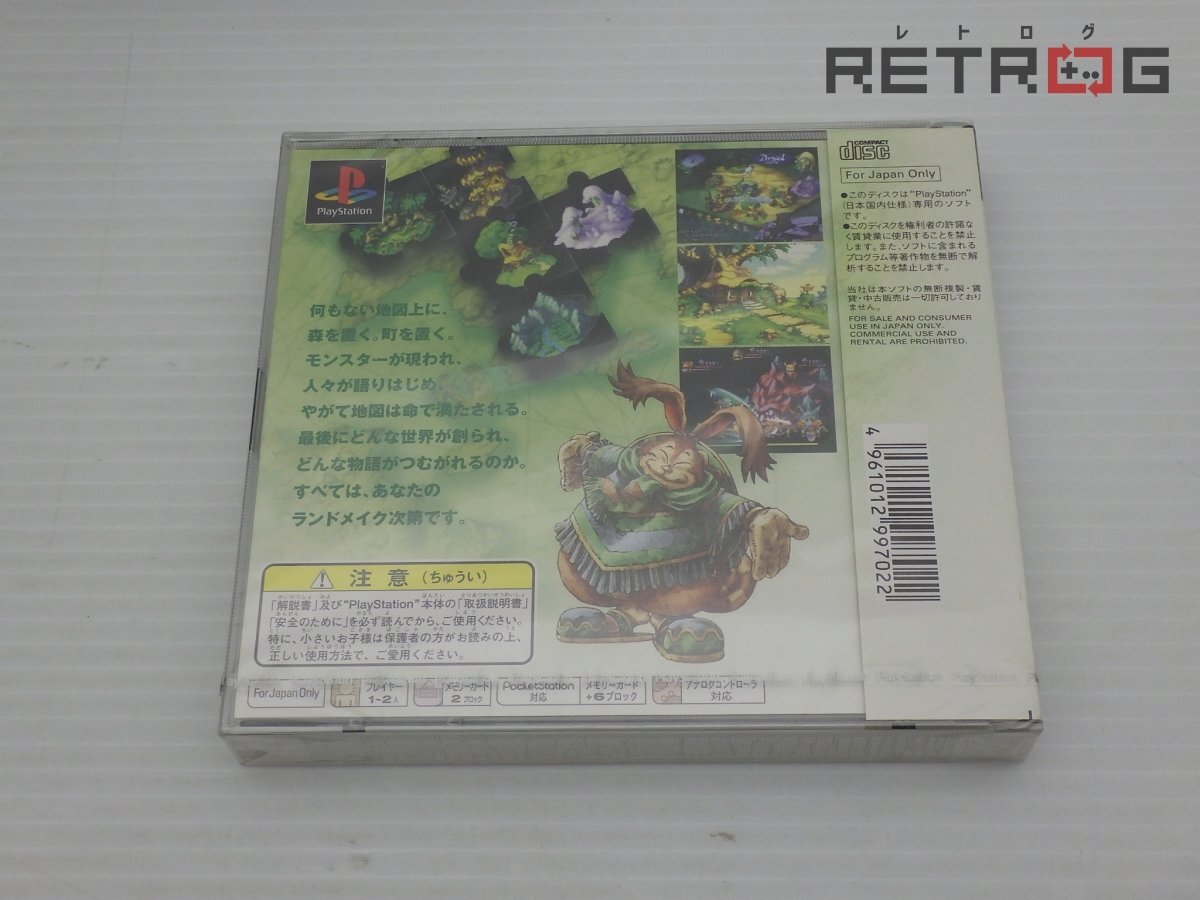 レトログ
RETROG
PlayStation
何もない地図上に、
森を置く。町を置く。
モンスターが現われ、
人々が語りはじめ、
やがて地図は命で満たされる。
最後にどんな世界が創られ、
どんな物語がつむがれるのか。
すべては、あなたの
ランドメイク次第です。
注意(ちゅうい)
「解説書」及び“PlayStation”本体の「取扱説明書」
「安全のために」を必ず読んでから、ご使用ください。
特に、小さいお子様は保護者の方がお読みの上、
正しい使用方法で、ご愛用ください。
For Japan Only
プレイヤー
1~2人
メモリーカード
2ブロック
PocketStation
対応
メモリーカード
+6ブロック
アナログコントローラ
対応
COMPACT
disc
For Japan Only
●このディスクは“PlayStation”
(日本国内仕様)専用のソフト
です。
●このディスクを権利者の許諾な
く賃貸業に使用することを禁止
します。また、ソフトに含まれる
プログラム等著作物を無断で解
析することを禁止します。
当社は本ソフトの無断複製・賃
貸・中古販売は一切許可しており
ません。
FOR SALE AND CONSUMER
USE IN JAPAN ONLY.
COMMERCIAL USE AND
RENTAL ARE PROHIBITED.
4 961012 997022
PlayStation PlayStation